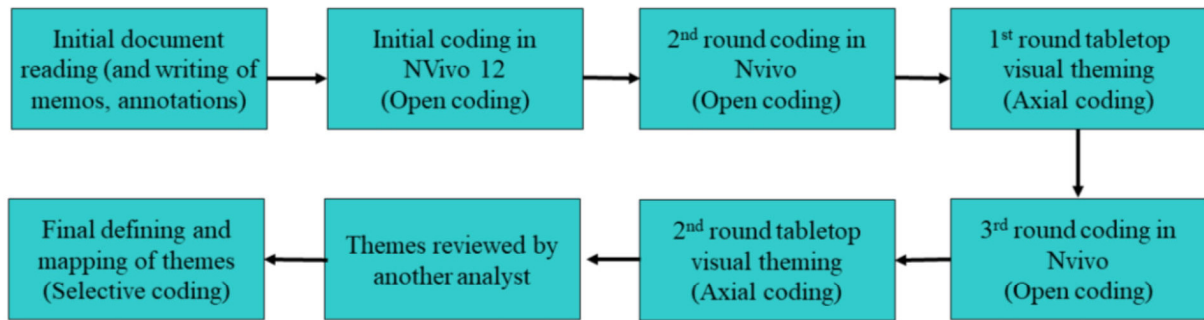 Initial document
reading (and writing of
memos, annotations)
Initial coding in
NVivo 12
(Open coding)
2nd round coding in
Nvivo
(Open coding)
1st round tabletop
visual theming
(Axial coding)
3rd round coding in
Nvivo
(Open coding)
2nd round tabletop
visual theming
(Axial coding)
Themes reviewed by
another analyst
Final defining and
mapping of themes
(Selective coding)